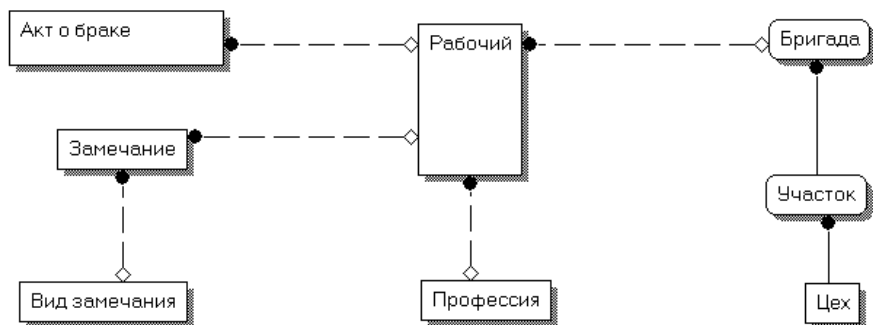 Акт о браке
Рабочий
Бригада
Замечание
Участок
Вид замечания
Профессия
Цех